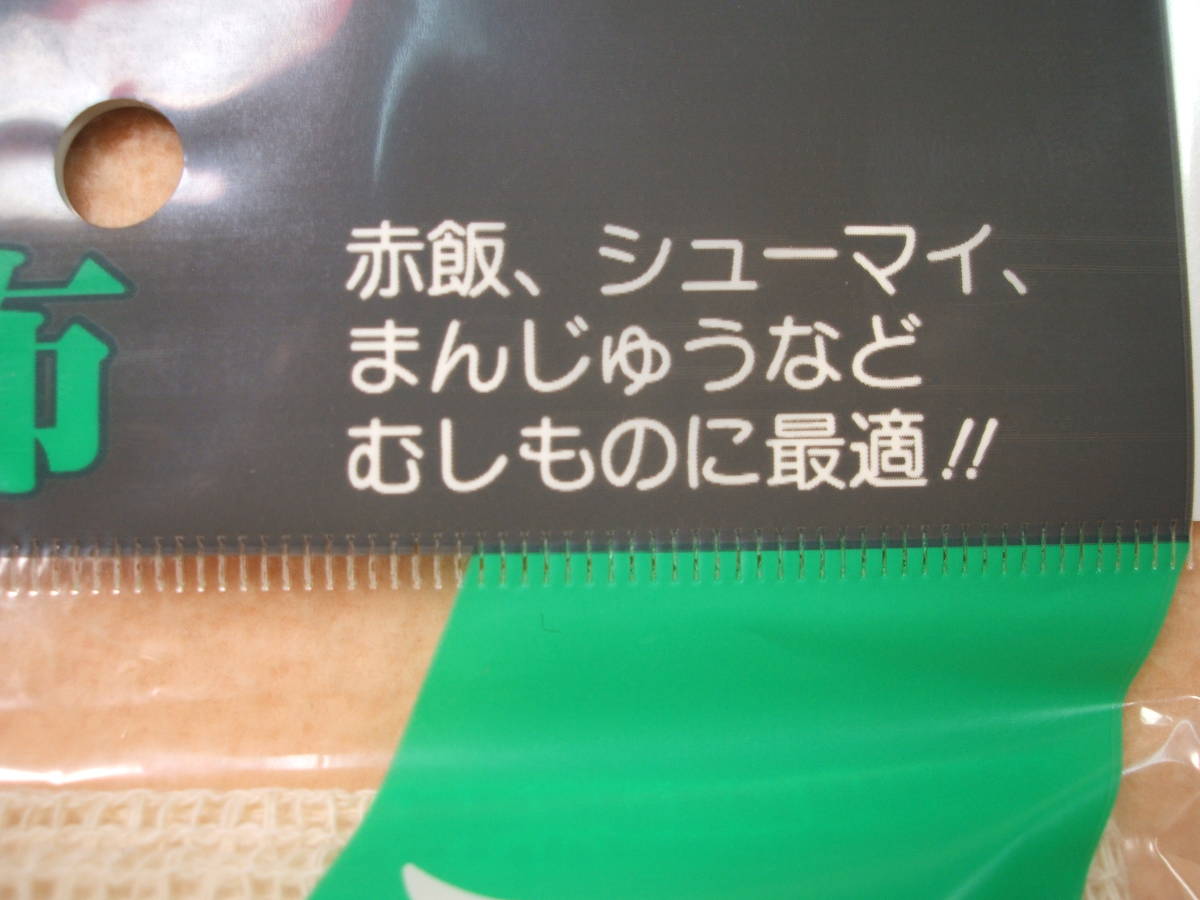 布
赤飯、シューマイ、
まんじゅうなど
むしものに最適!!